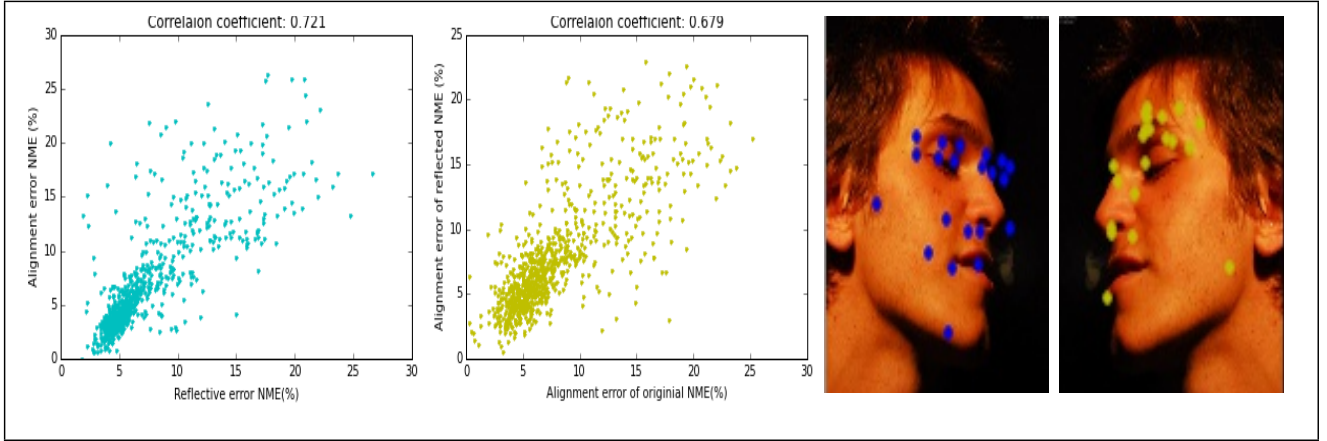 Correlaion coefficient: 0.721
30
25
20
15
10
5
0
Alignment error NME (%)
0 5 10 15 20 25 30
Reflective error NME(%)
Correlaion coefficient: 0.679
25
20
15
10
5
0
Alignment error of reflected NME (%)
0 5 10 15 20 25 30
Alignment error of originial NME(%)